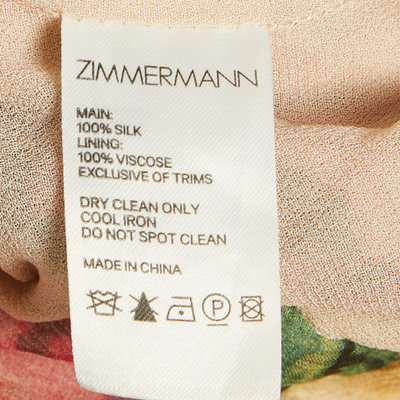 ZIMMERMANN
MAIN:
100% SILK
LINING:
100% VISCOSE
EXCLUSIVE OF TRIMS
DRY CLEAN ONLY
COOL IRON
DO NOT SPOT CLEAN
MADE IN CHINA
P